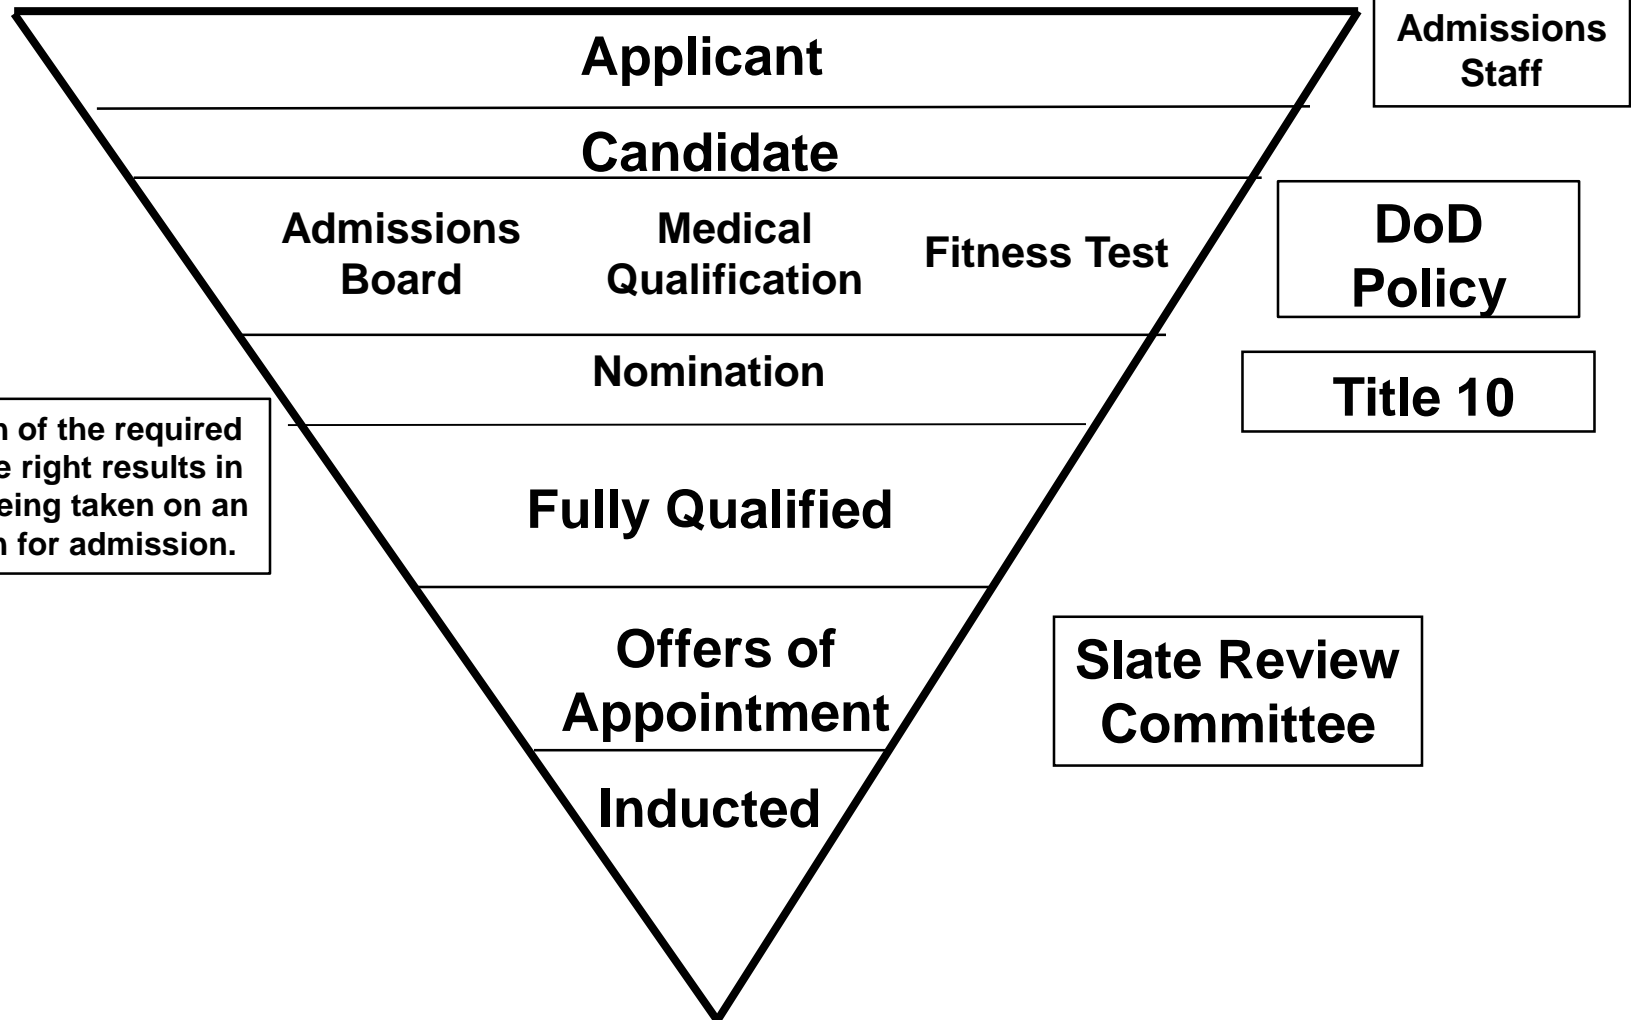 Applicant
Admissions
Staff
Candidate
Admissions
Board
Medical
Qualification
Fitness Test
DoD
Policy
Nomination
Title 10
of the required
right results in
taken on an
for admission.
Fully Qualified
Offers of
Appointment
Slate Review
Committee
Inducted